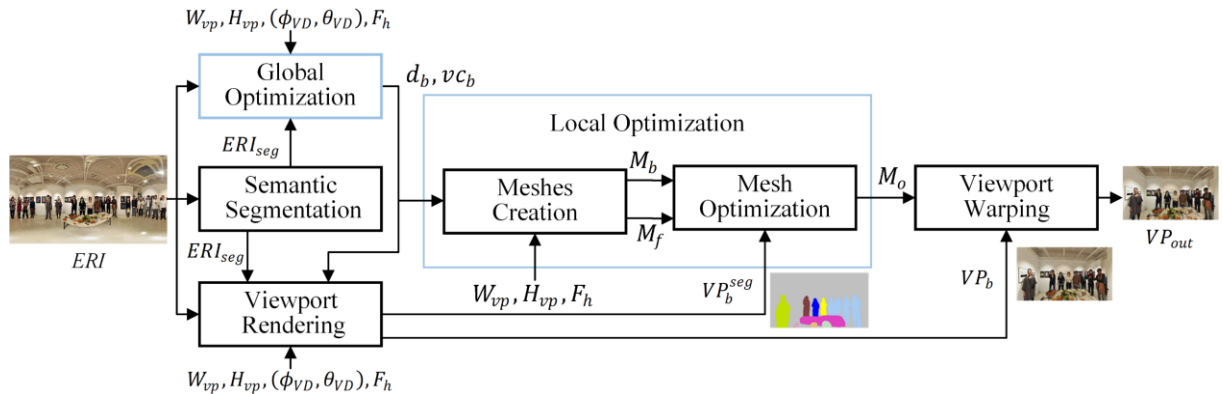 W_vp, H_vp, (ϕ_VD, θ_VD), F_h
Global
Optimization
d_b, vc_b
ERI_seg
Local Optimization
Semantic
Segmentation
ERI
ERI_seg
Meshes
Creation
M_b
M_f
Mesh
Optimization
M_o
Viewport
Warping
VP_out
W_vp, H_vp, F_h
VP_b^seg
VP_b
Viewport
Rendering
W_vp, H_vp, (ϕ_VD, θ_VD), F_h